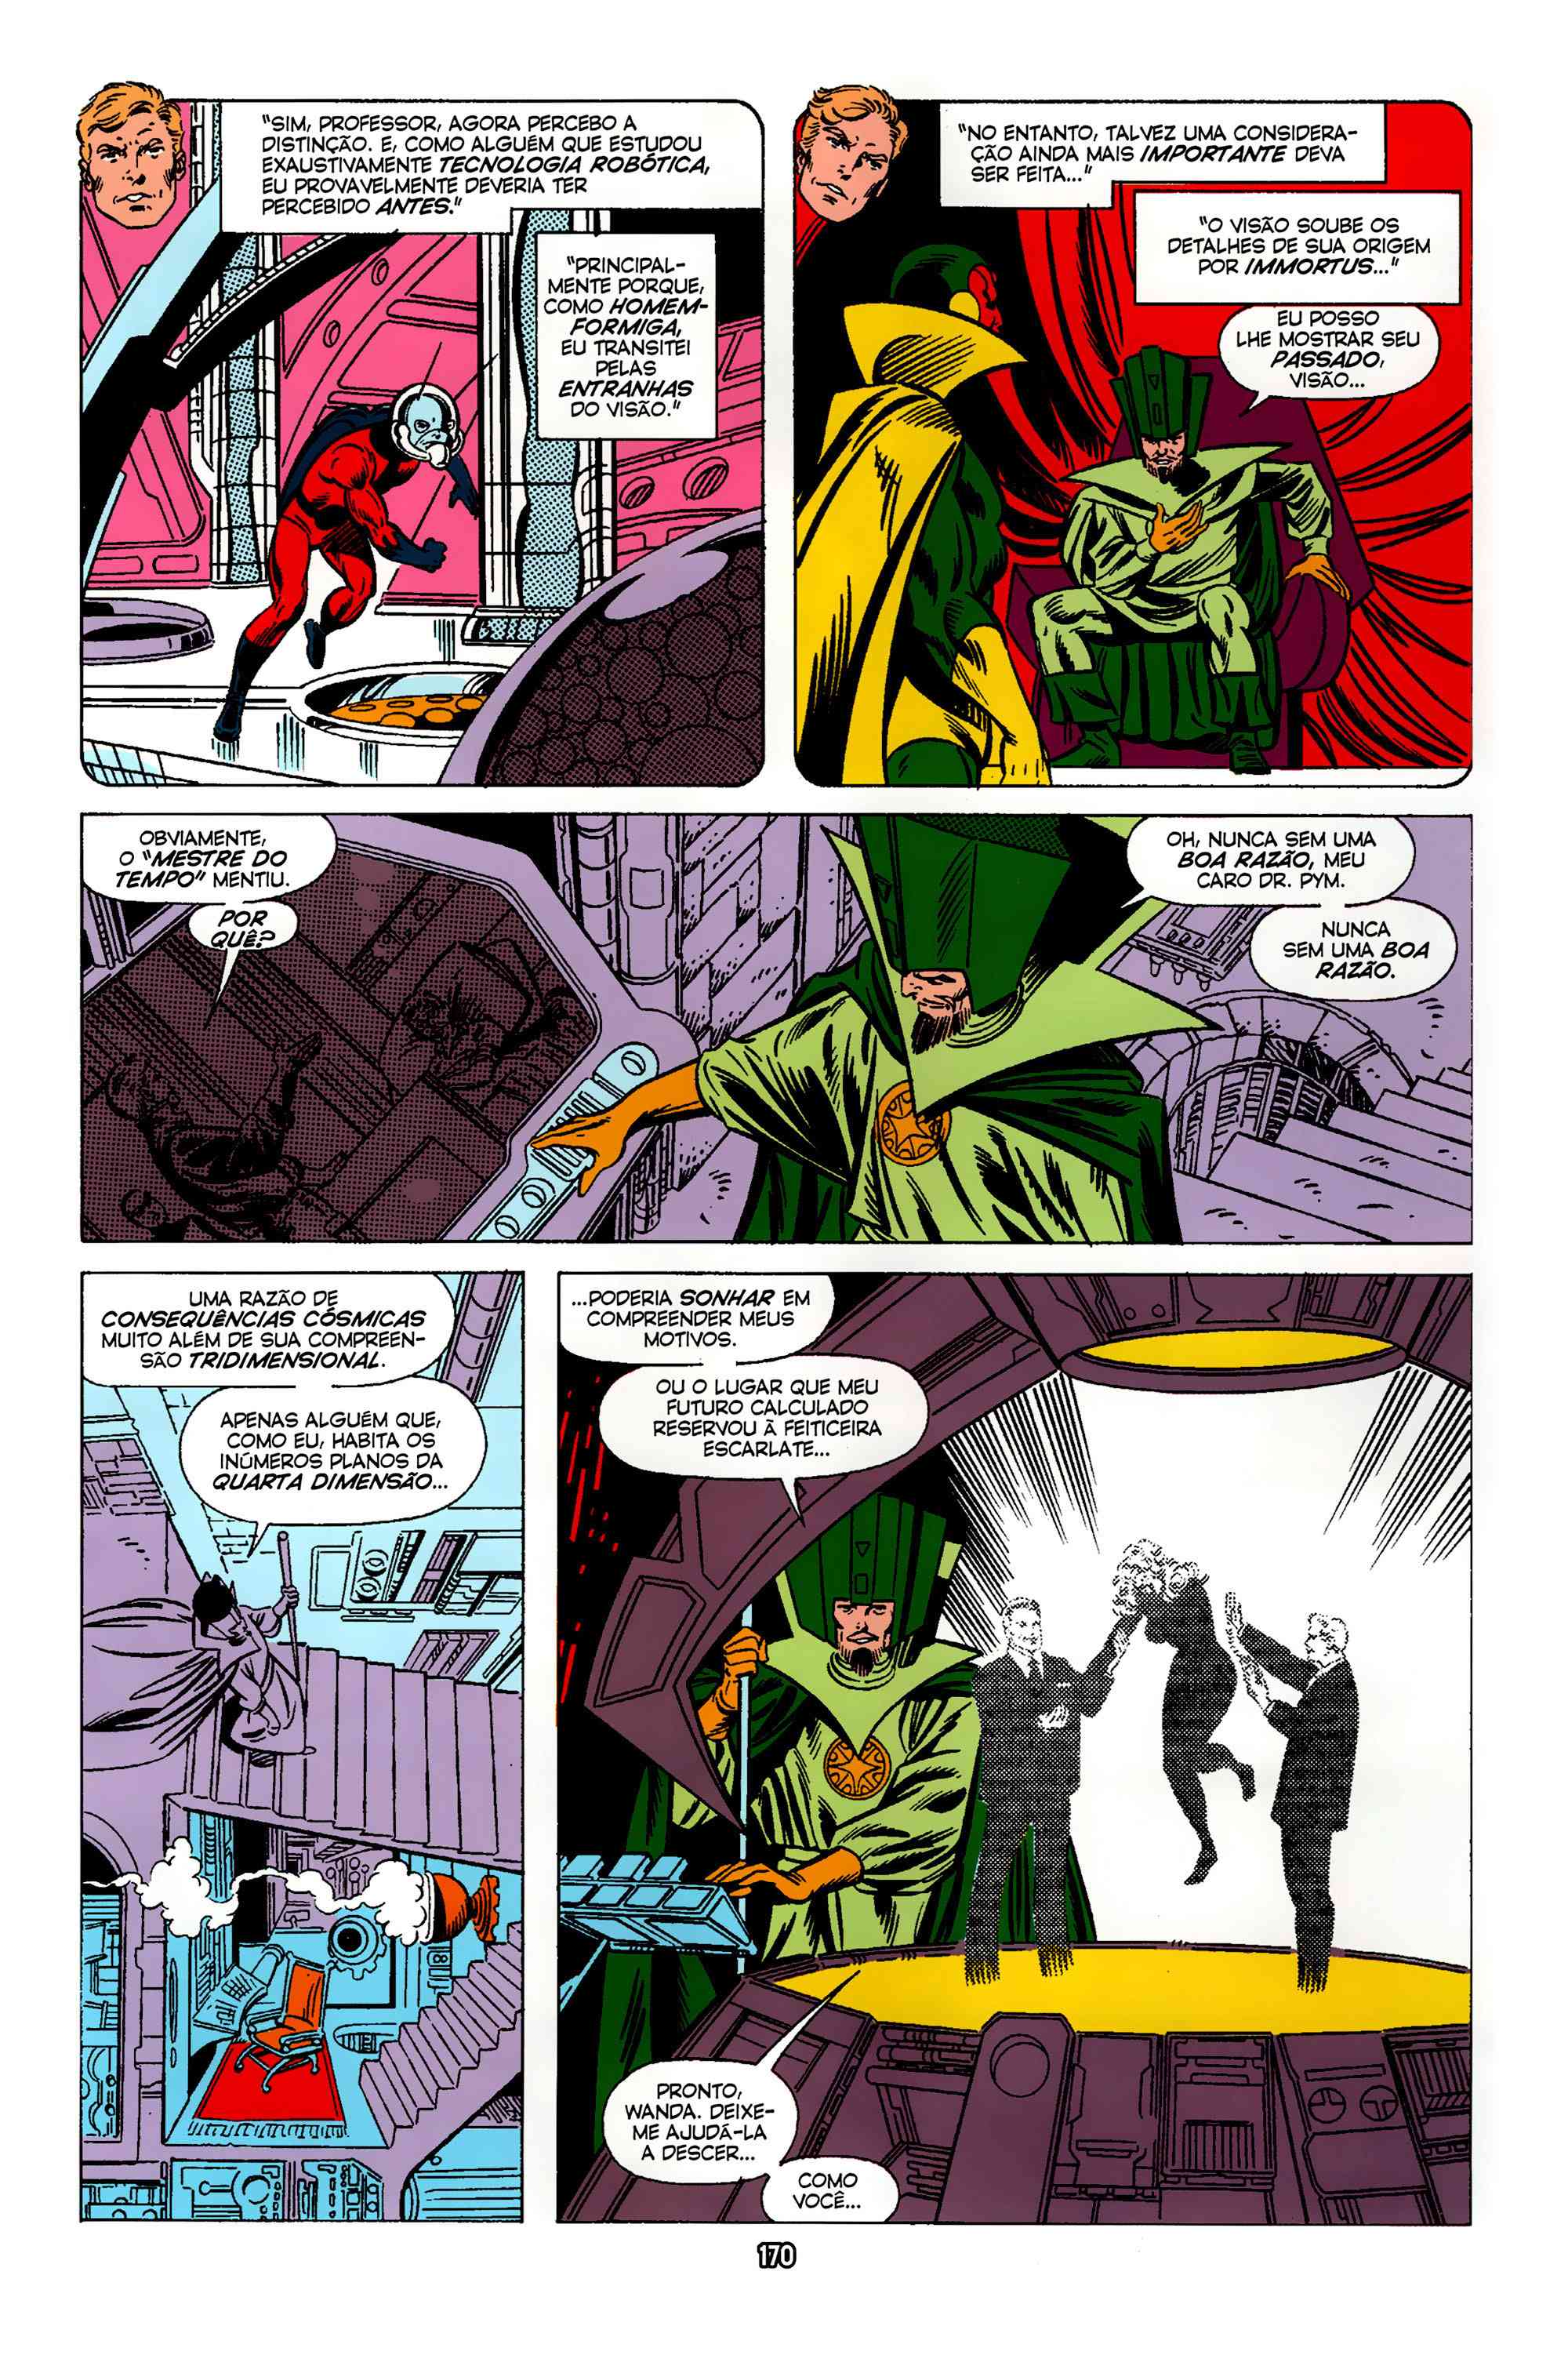 "SIM, PROFESSOR, AGORA PERCEBO A
DISTINÇÃO. E, COMO ALGUÉM QUE ESTUDOU
EXAUSTIVAMENTE TECNOLOGIA ROBÓTICA,
EU PROVAVELMENTE DEVERIA TER
PERCEBIDO ANTES."
"PRINCIPAL-
MENTE PORQUE,
COMO HOMEM-
FORMIGA,
EU TRANSITEI
PELAS
ENTRANHAS
DO VISÃO."
"NO ENTANTO, TALVEZ UMA CONSIDERA-
ÇÃO AINDA MAIS IMPORTANTE DEVA
SER FEITA..."
"O VISÃO SOUBE OS
DETALHES DE SUA ORIGEM
POR IMMORTUS..."
EU POSSO
LHE MOSTRAR SEU
PASSADO,
VISÃO...
OBVIAMENTE,
O "MESTRE DO
TEMPO" MENTIU.
POR
QUÊ?
OH, NUNCA SEM UMA
BOA RAZÃO, MEU
CARO DR. PYM.
NUNCA
SEM UMA BOA
RAZÃO.
UMA RAZÃO DE
CONSEQUÊNCIAS CÓSMICAS
MUITO ALÉM DE SUA COMPREEN-
SÃO TRIDIMENSIONAL.
APENAS ALGUÉM QUE,
COMO EU, HABITA OS
INÚMEROS PLANOS DA
QUARTA DIMENSÃO...
...PODERIA SONHAR EM
COMPREENDER MEUS
MOTIVOS.
OU O LUGAR QUE MEU
FUTURO CALCULADO
RESERVOU À FEITICEIRA
ESCARLATE...
PRONTO,
WANDA. DEIXE-
ME AJUDÁ-LA
A DESCER...
COMO
VOCÊ...
170